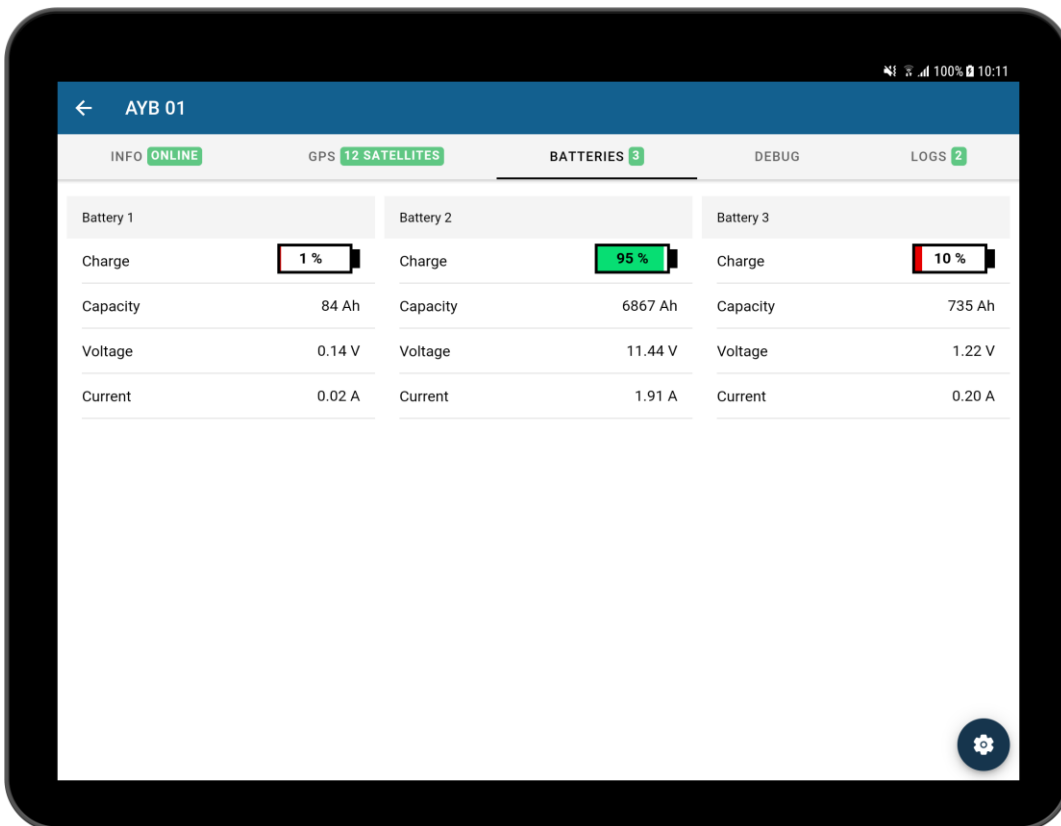 100% 10:11
AYB 01
INFO ONLINE GPS 12 SATELLITES BATTERIES 3 DEBUG LOGS 2
Battery 1 Battery 2 Battery 3
Charge 1 % Charge 95 % Charge 10 %
Capacity 84 Ah Capacity 6867 Ah Capacity 735 Ah
Voltage 0.14 V Voltage 11.44 V Voltage 1.22 V
Current 0.02 A Current 1.91 A Current 0.20 A